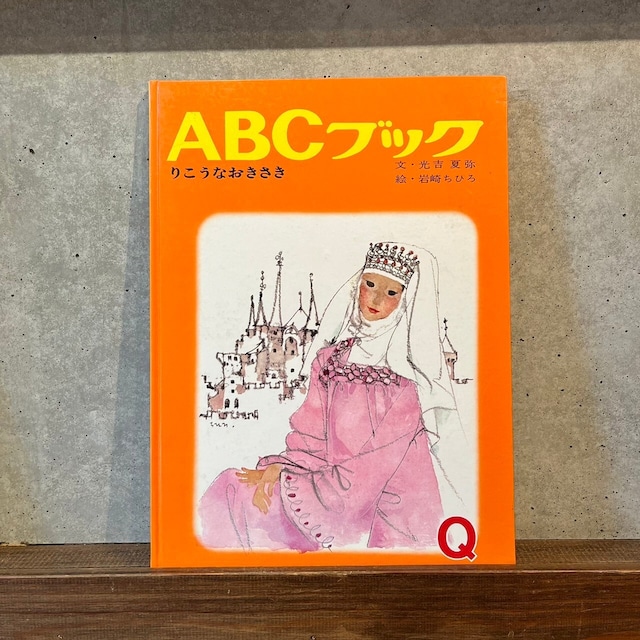 ABCブック
りこうなおきさき
文・光吉 夏弥
絵・岩崎ちひろ
Q